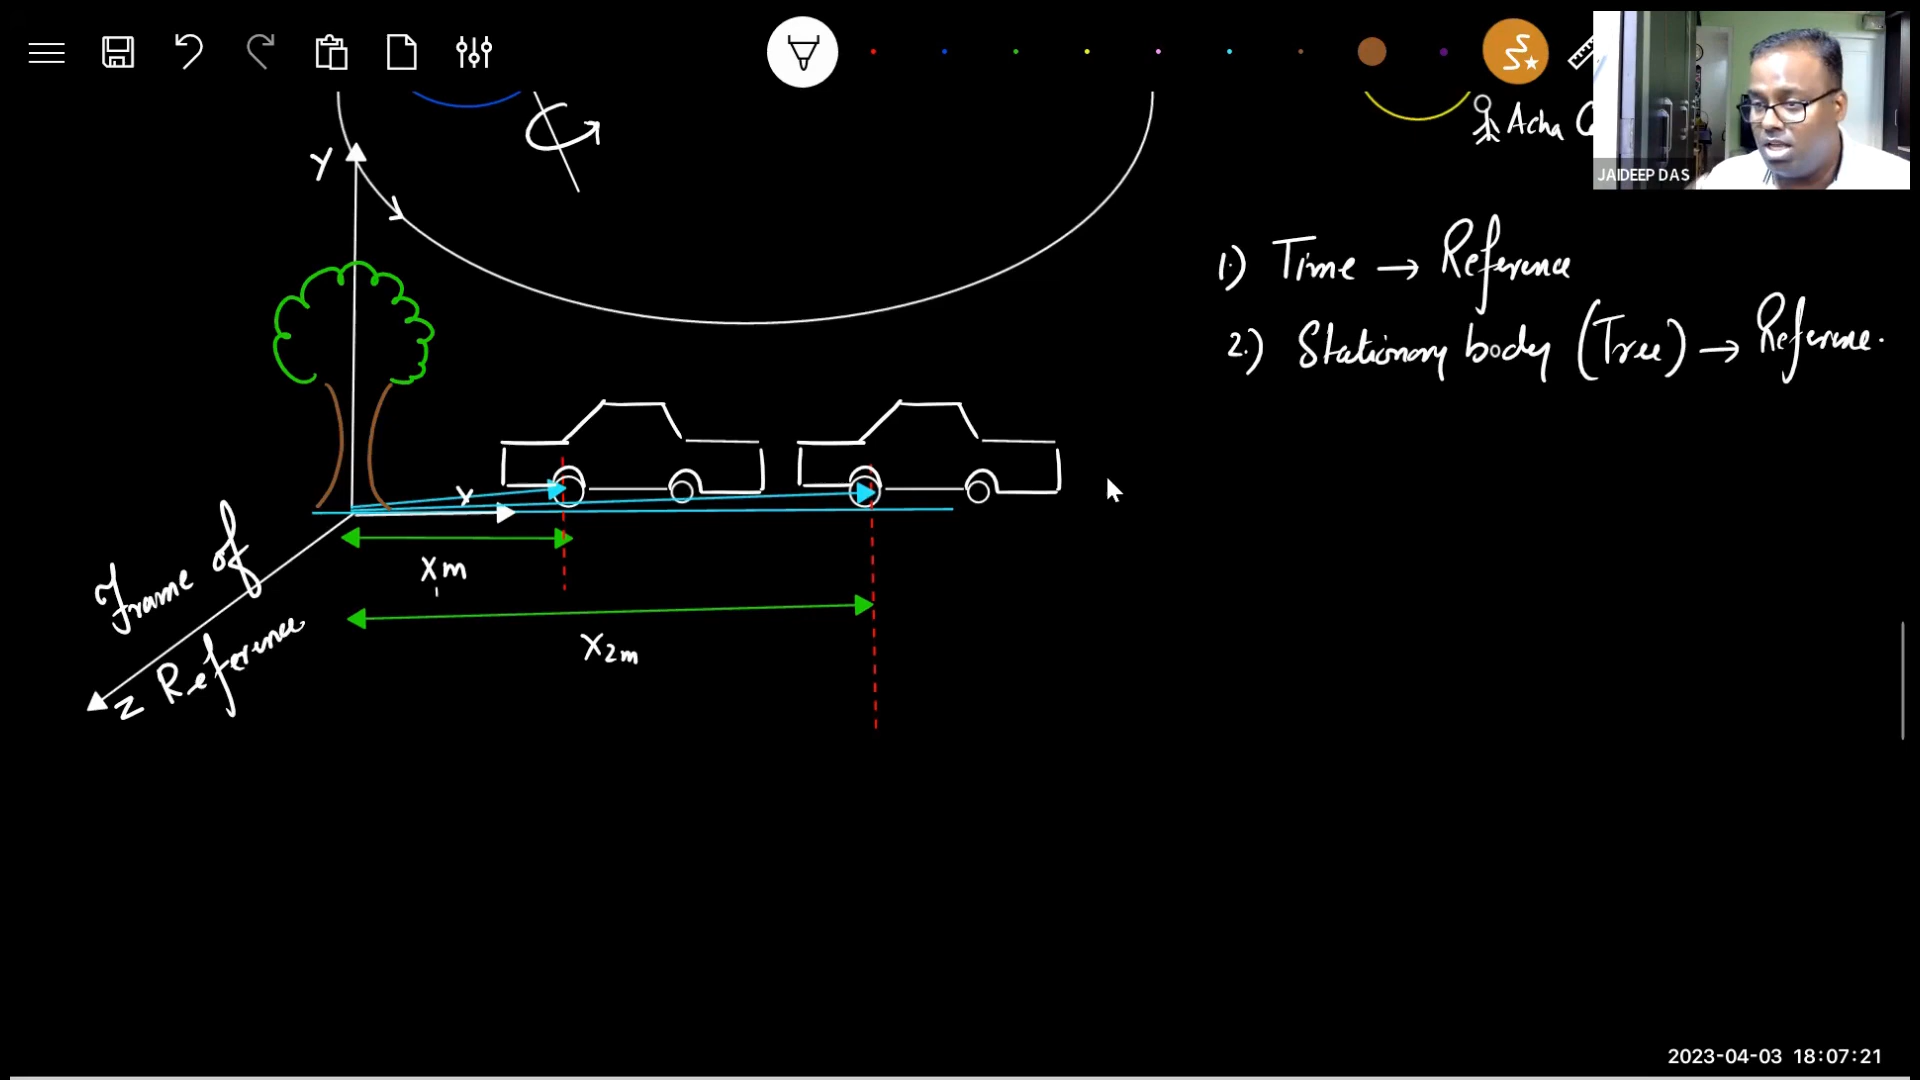 Acha
JAIDEEP DAS
Y
1.) Time → Reference
2.) Stationary body (Tree) → Reference.
X
Frame of
Reference
Z
X1m
X2m
2023-04-03 18:07:21